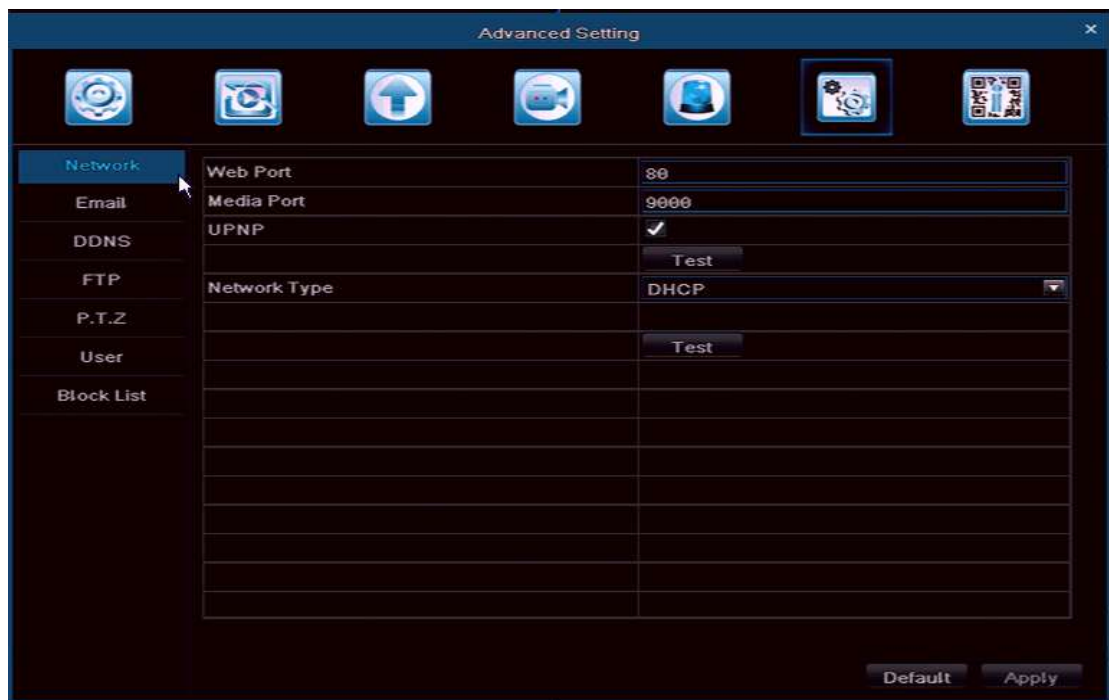 Advanced Setting
Network
Email
DDNS
FTP
P.T.Z
User
Block List
Web Port 80
Media Port 9000
UPNP
Test
Network Type DHCP
Test
Default Apply